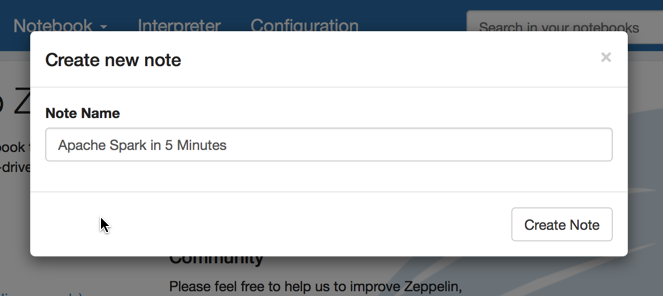 Notebook Interpreter Configuration Search in your notebooks
Create new note ×
Note Name
Apache Spark in 5 Minutes
Create Note
Community
Please feel free to help us to improve Zeppelin,